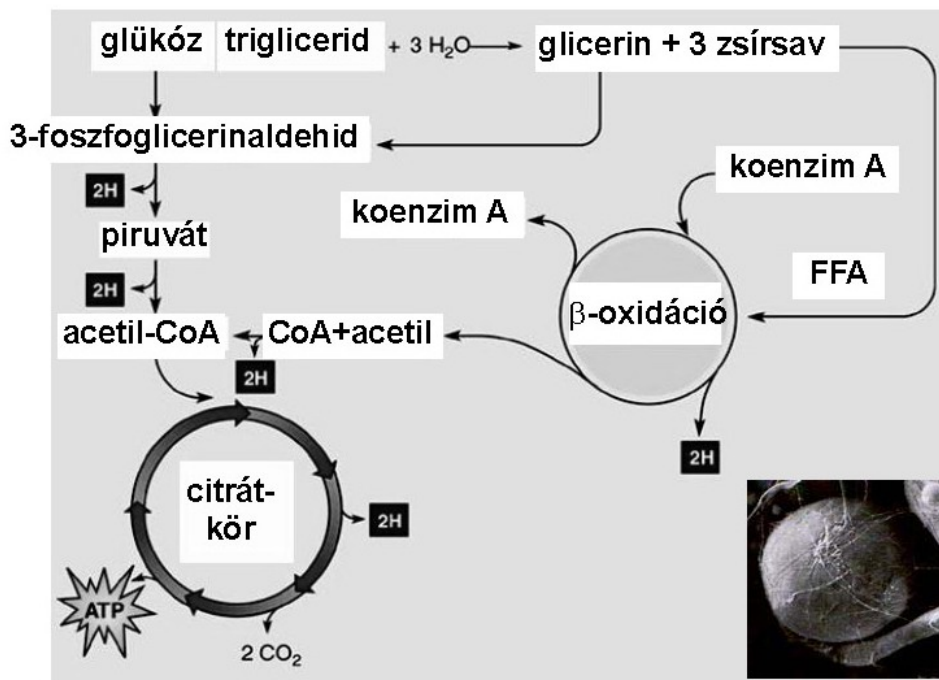 glükóz triglicerid + 3 H₂O → glicerin + 3 zsírsav
3-foszfoglicerinaldehid
2H
koenzim A
koenzim A
piruvát
FFA
2H
β-oxidáció
acetil-CoA
CoA+acetil
2H
2H
citrát-
kör
2H
ATP
2 CO₂